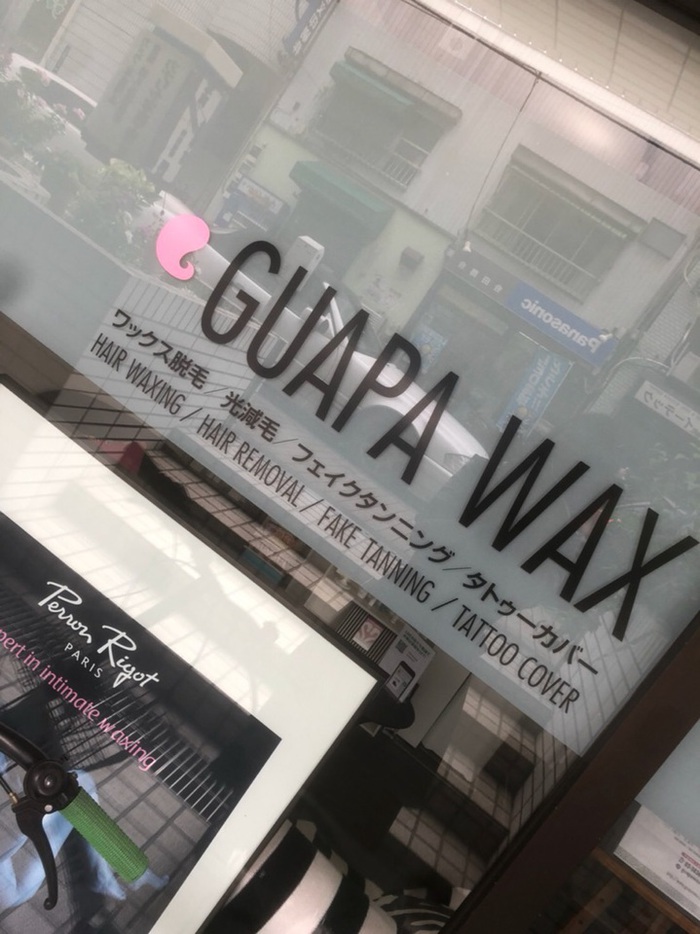 GUAPA WAX
ワックス脱毛／光減毛／フェイクタンニング／タトゥーカバー
HAIR WAXING / HAIR REMOVAL / FAKE TANNING / TATTOO COVER
Perron Rigot
PARIS
pert in intimate waxing
Panasonic